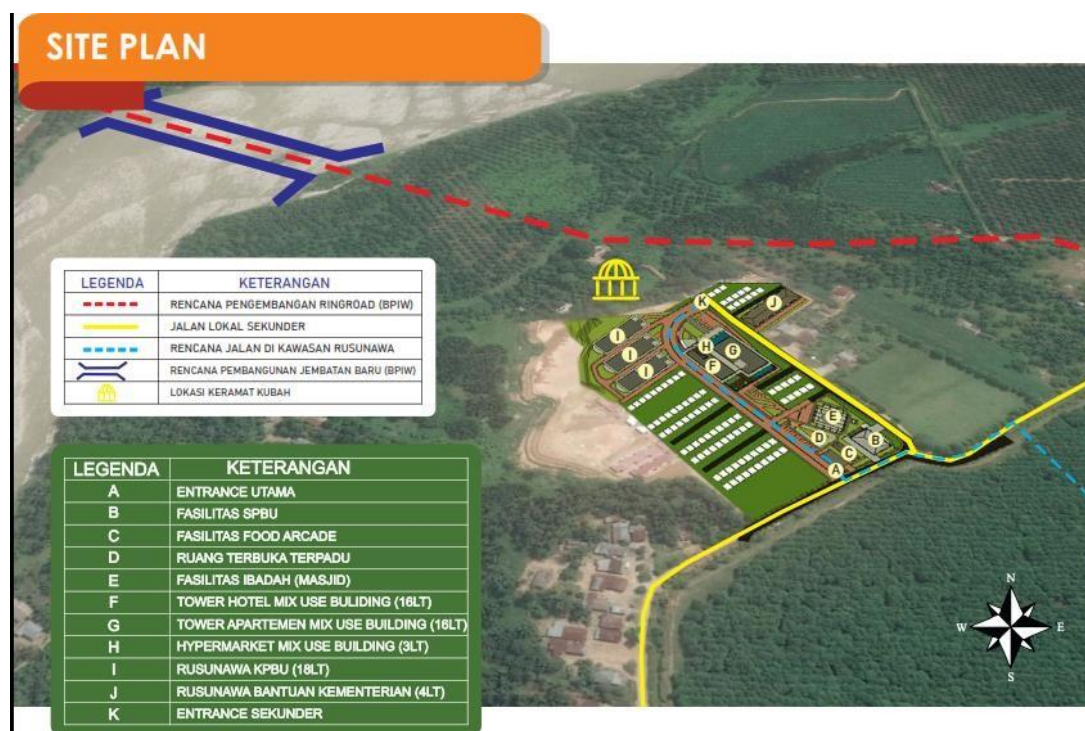 SITE PLAN
LEGENDA KETERANGAN
RENCANA PENGEMBANGAN RINGROAD (BPIW)
JALAN LOKAL SEKUNDER
RENCANA JALAN DI KAWASAN RUSUNAWA
RENCANA PEMBANGUNAN JEMBATAN BARU (BPIW)
LOKASI KERAMAT KUBAH
K
J
I
H
G
I
F
I
E
D
B
C
A
LEGENDA KETERANGAN
A ENTRANCE UTAMA
B FASILITAS SPBU
C FASILITAS FOOD ARCADE
D RUANG TERBUKA TERPADU
E FASILITAS IBADAH (MASJID)
F TOWER HOTEL MIX USE BULIDING (16LT)
G TOWER APARTEMEN MIX USE BUILDING (16LT)
H HYPERMARKET MIX USE BUILDING (3LT)
I RUSUNAWA KPBU (18LT)
J RUSUNAWA BANTUAN KEMENTERIAN (4LT)
K ENTRANCE SEKUNDER
N
W E
S